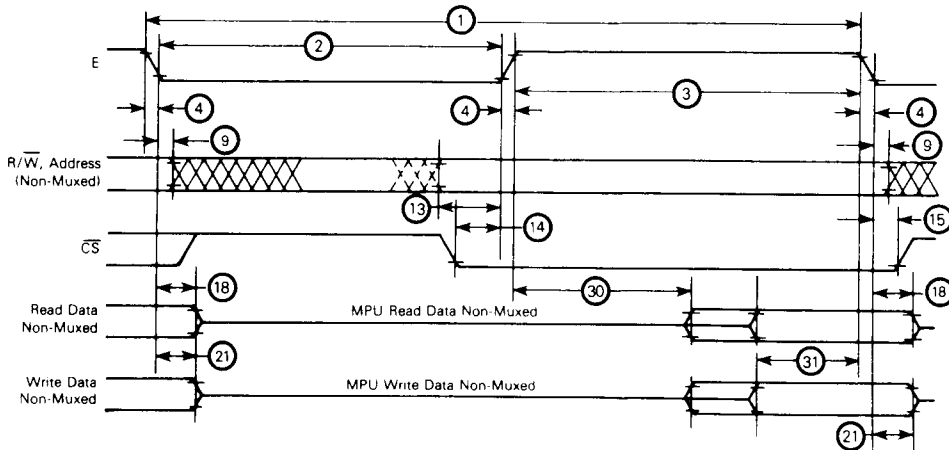 1
2
E
3
4
4
4
9
9
R/W̅, Address
(Non-Muxed)
13
14
15
C̅S̅
30
18
18
Read Data
Non-Muxed
MPU Read Data Non-Muxed
21
31
Write Data
Non-Muxed
MPU Write Data Non-Muxed
21